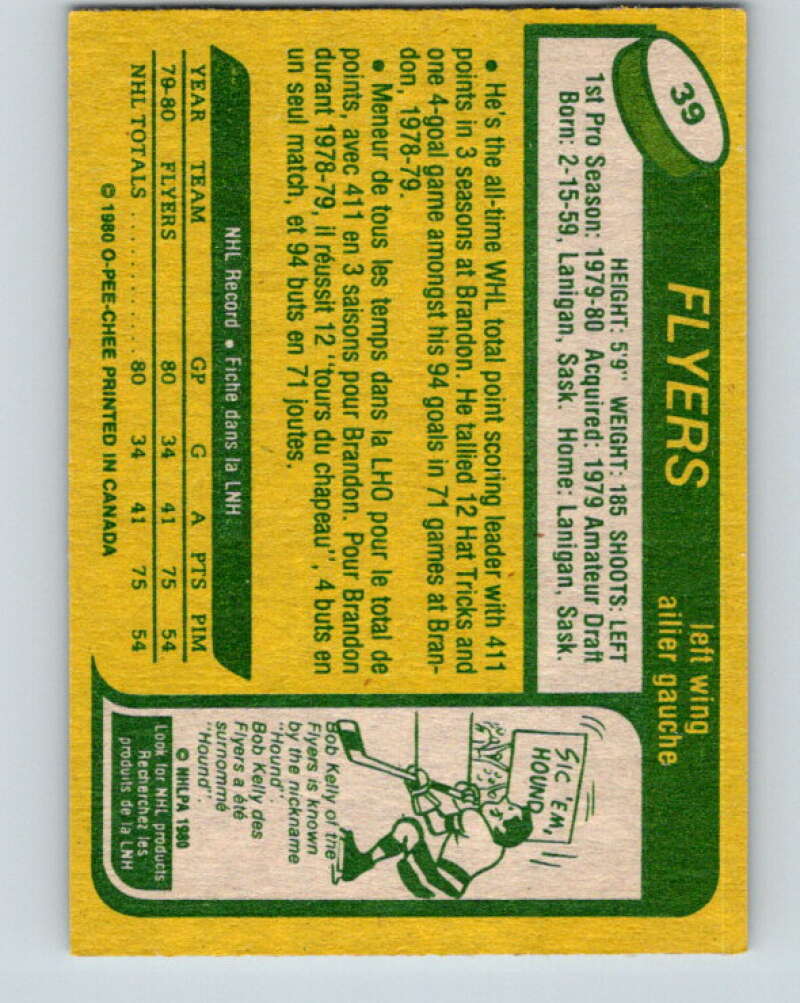 39
FLYERS
left wing
ailier gauche
HEIGHT: 5'9" WEIGHT: 185 SHOOTS: LEFT
1st Pro Season: 1979-80 Acquired: 1979 Amateur Draft
Born: 2-15-59, Lanigan, Sask. Home: Lanigan, Sask.
• He's the all-time WHL total point scoring leader with 411
points in 3 seasons at Brandon. He tallied 12 Hat Tricks and
one 4-goal game amongst his 94 goals in 71 games at Bran-
don, 1978-79.
• Meneur de tous les temps dans la LHO pour le total de
points, avec 411 en 3 saisons pour Brandon. Pour Brandon
durant 1978-79, il réussit 12 "tours du chapeau", 4 buts en
un seul match, et 94 buts en 71 joutes.
NHL Record • Fiche dans la LNH
YEAR TEAM GP G A PTS PIM
79-80 FLYERS 80 34 41 75 54
NHL TOTALS . . . . . . . . . . . 80 34 41 75 54
© 1980 O-PEE-CHEE PRINTED IN CANADA
SIC 'EM,
HOUND
Bob Kelly of the
Flyers is known
by the nickname
"Hound".
Bob Kelly des
Flyers a été
surnommé
"Hound".
© NHLPA 1980
Look for NHL products
Recherchez les
produits de la LNH